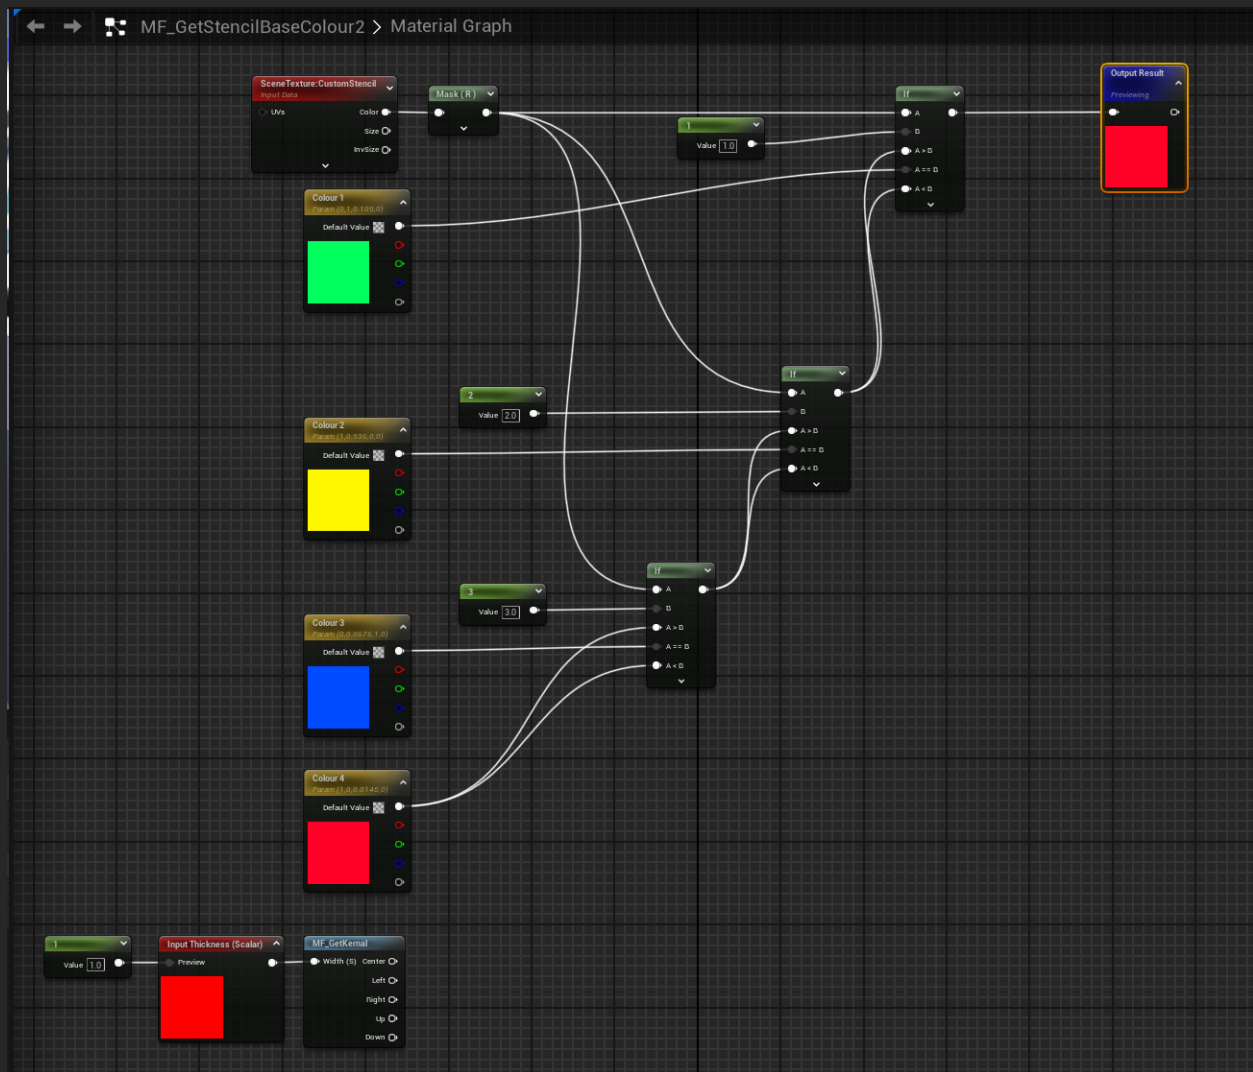 MF_GetStencilBaseColour2 > Material Graph
SceneTexture:CustomStencil
Input Data
UVs Color
Size
InvSize
Mask ( R )
1
Value 1.0
If
A
B
A > B
A == B
A < B
Output Result
Previewing
Colour 1
Default Value
2
Value 2.0
If
A
B
A > B
A == B
A < B
Colour 2
Default Value
3
Value 3.0
If
A
B
A > B
A == B
A < B
Colour 3
Default Value
Colour 4
Default Value
1
Value 1.0
Input Thickness (Scalar)
Preview
MF_GetKernal
Width (S) Center
Left
Right
Up
Down